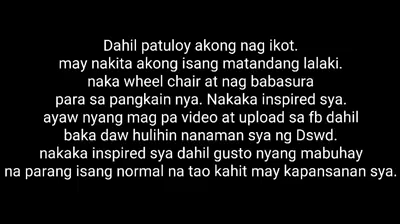 Dahil patuloy akong nag ikot.
may nakita akong isang matandang lalaki.
naka wheel chair at nag babasura
para sa pangkain nya. Nakaka inspired sya.
ayaw nyang mag pa video at upload sa fb dahil
baka daw hulihin nanaman sya ng Dswd.
nakaka inspired sya dahil gusto nyang mabuhay
na parang isang normal na tao kahit may kapansanan sya.